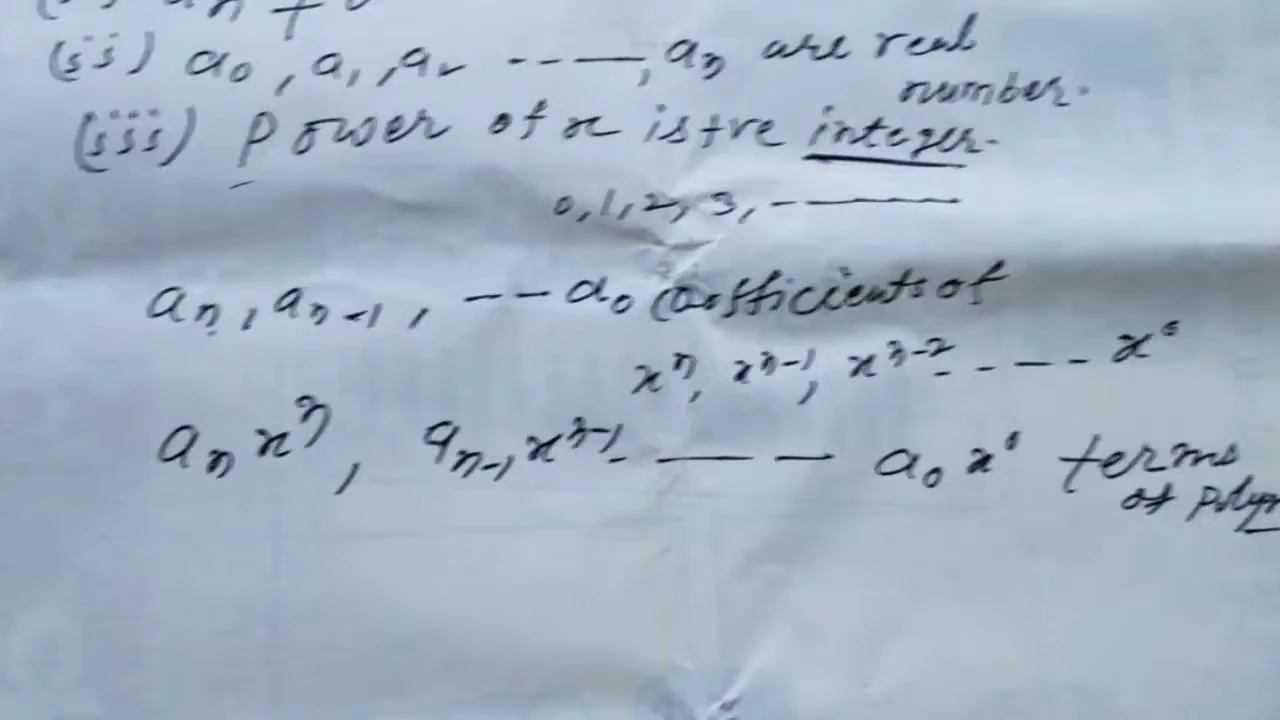 (ii) a₀, a₁, a₂ -----, aₙ are real
number.
(iii) Power of x is +ve integer.
0, 1, 2, 3, -----
aₙ, aₙ₋₁, --- a₀ coefficients of
xⁿ, xⁿ⁻¹, xⁿ⁻² ----- x⁰
aₙxⁿ, aₙ₋₁xⁿ⁻¹ ----- a₀x⁰ terms
of